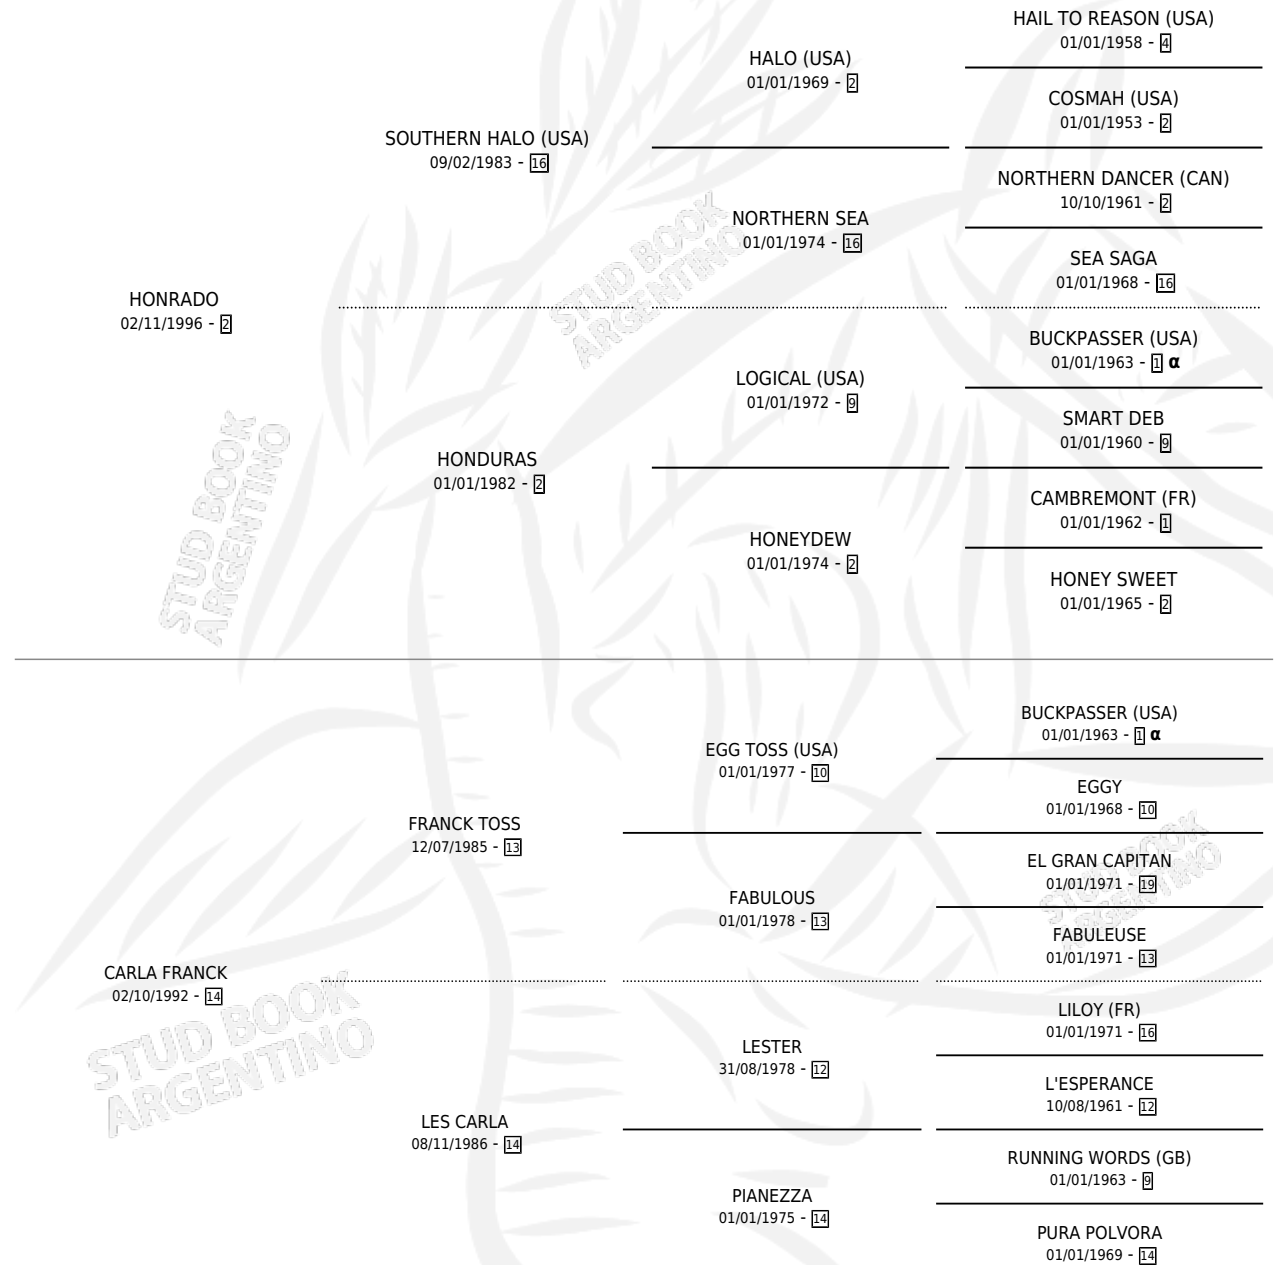 HAIL TO REASON (USA)
01/01/1958 - 4
HALO (USA)
01/01/1969 - 2
COSMAH (USA)
01/01/1953 - 2
SOUTHERN HALO (USA)
09/02/1983 - 16
NORTHERN DANCER (CAN)
10/10/1961 - 2
NORTHERN SEA
01/01/1974 - 16
SEA SAGA
01/01/1968 - 16
HONRADO
02/11/1996 - 2
BUCKPASSER (USA)
01/01/1963 - 1 α
LOGICAL (USA)
01/01/1972 - 9
SMART DEB
01/01/1960 - 9
HONDURAS
01/01/1982 - 2
CAMBREMONT (FR)
01/01/1962 - 1
HONEYDEW
01/01/1974 - 2
HONEY SWEET
01/01/1965 - 2
BUCKPASSER (USA)
01/01/1963 - 1 α
EGG TOSS (USA)
01/01/1977 - 10
EGGY
01/01/1968 - 10
FRANCK TOSS
12/07/1985 - 13
EL GRAN CAPITAN
01/01/1971 - 19
FABULOUS
01/01/1978 - 13
FABULEUSE
01/01/1971 - 13
CARLA FRANCK
02/10/1992 - 14
LILOY (FR)
01/01/1971 - 16
LESTER
31/08/1978 - 12
L'ESPERANCE
10/08/1961 - 12
LES CARLA
08/11/1986 - 14
RUNNING WORDS (GB)
01/01/1963 - 9
PIANEZZA
01/01/1975 - 14
PURA POLVORA
01/01/1969 - 14
STUD BOOK
ARGENTINO
STUD BOOK
ARGENTINO
STUD BOOK
ARGENTINO
STUD BOOK
ARGENTINO